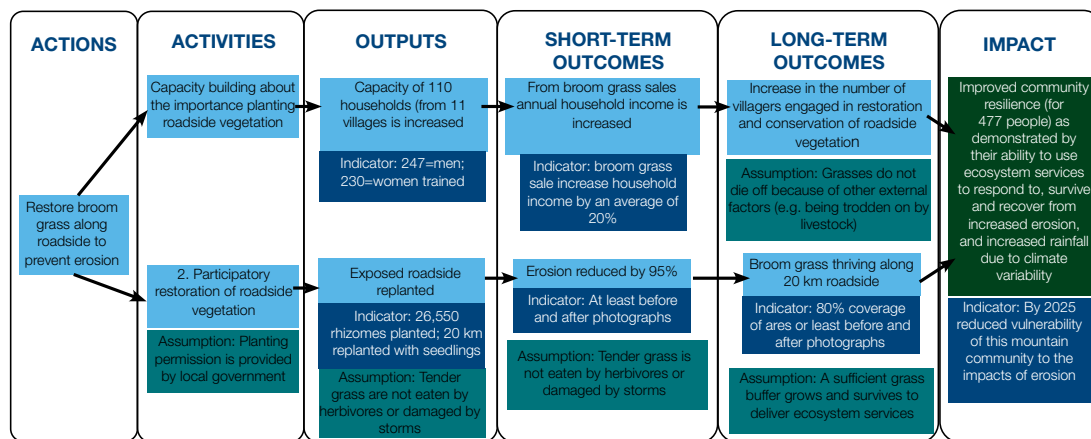 ACTIONS
Restore broom
grass along
roadside to
prevent erosion
ACTIVITIES
Capacity building about
the importance planting
roadside vegetation
2. Participatory
restoration of roadside
vegetation
Assumption: Planting
permission is provided
by local government
OUTPUTS
Capacity of 110
households (from 11
villages is increased
Indicator: 247=men;
230=women trained
Exposed roadside
replanted
Indicator: 26,550
rhizomes planted; 20 km
replanted with seedlings
Assumption: Tender
grass are not eaten by
herbivores or damaged by
storms
SHORT-TERM
OUTCOMES
From broom grass sales
annual household income is
increased
Indicator: broom grass
sale increase household
income by an average of
20%
Erosion reduced by 95%
Indicator: At least before
and after photographs
Assumption: Tender grass is
not eaten by herbivores or
damaged by storms
LONG-TERM
OUTCOMES
Increase in the number of
villagers engaged in restoration
and conservation of roadside
vegetation
Assumption: Grasses do not
die off because of other external
factors (e.g. being trodden on by
livestock)
Broom grass thriving along
20 km roadside
Indicator: 80% coverage
of ares or least before and
after photographs
Assumption: A sufficient grass
buffer grows and survives to
deliver ecosystem services
IMPACT
Improved community
resilience (for
477 people) as
demonstrated by
their ability to use
ecosystem services
to respond to, survive
and recover from
increased erosion,
and increased rainfall
due to climate
variability
Indicator: By 2025
reduced vulnerability
of this mountain
community to the
impacts of erosion